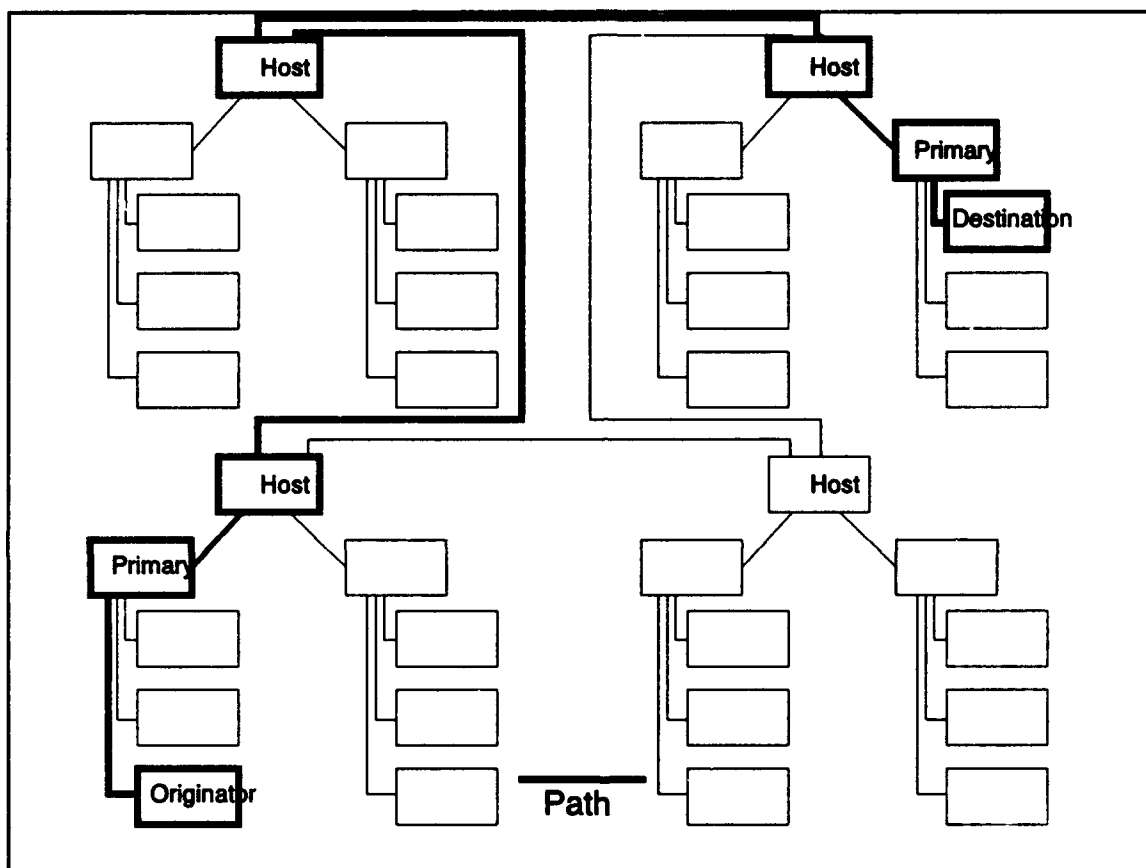 Host
Host
Primary
Destination
Host
Host
Primary
Originator
Path